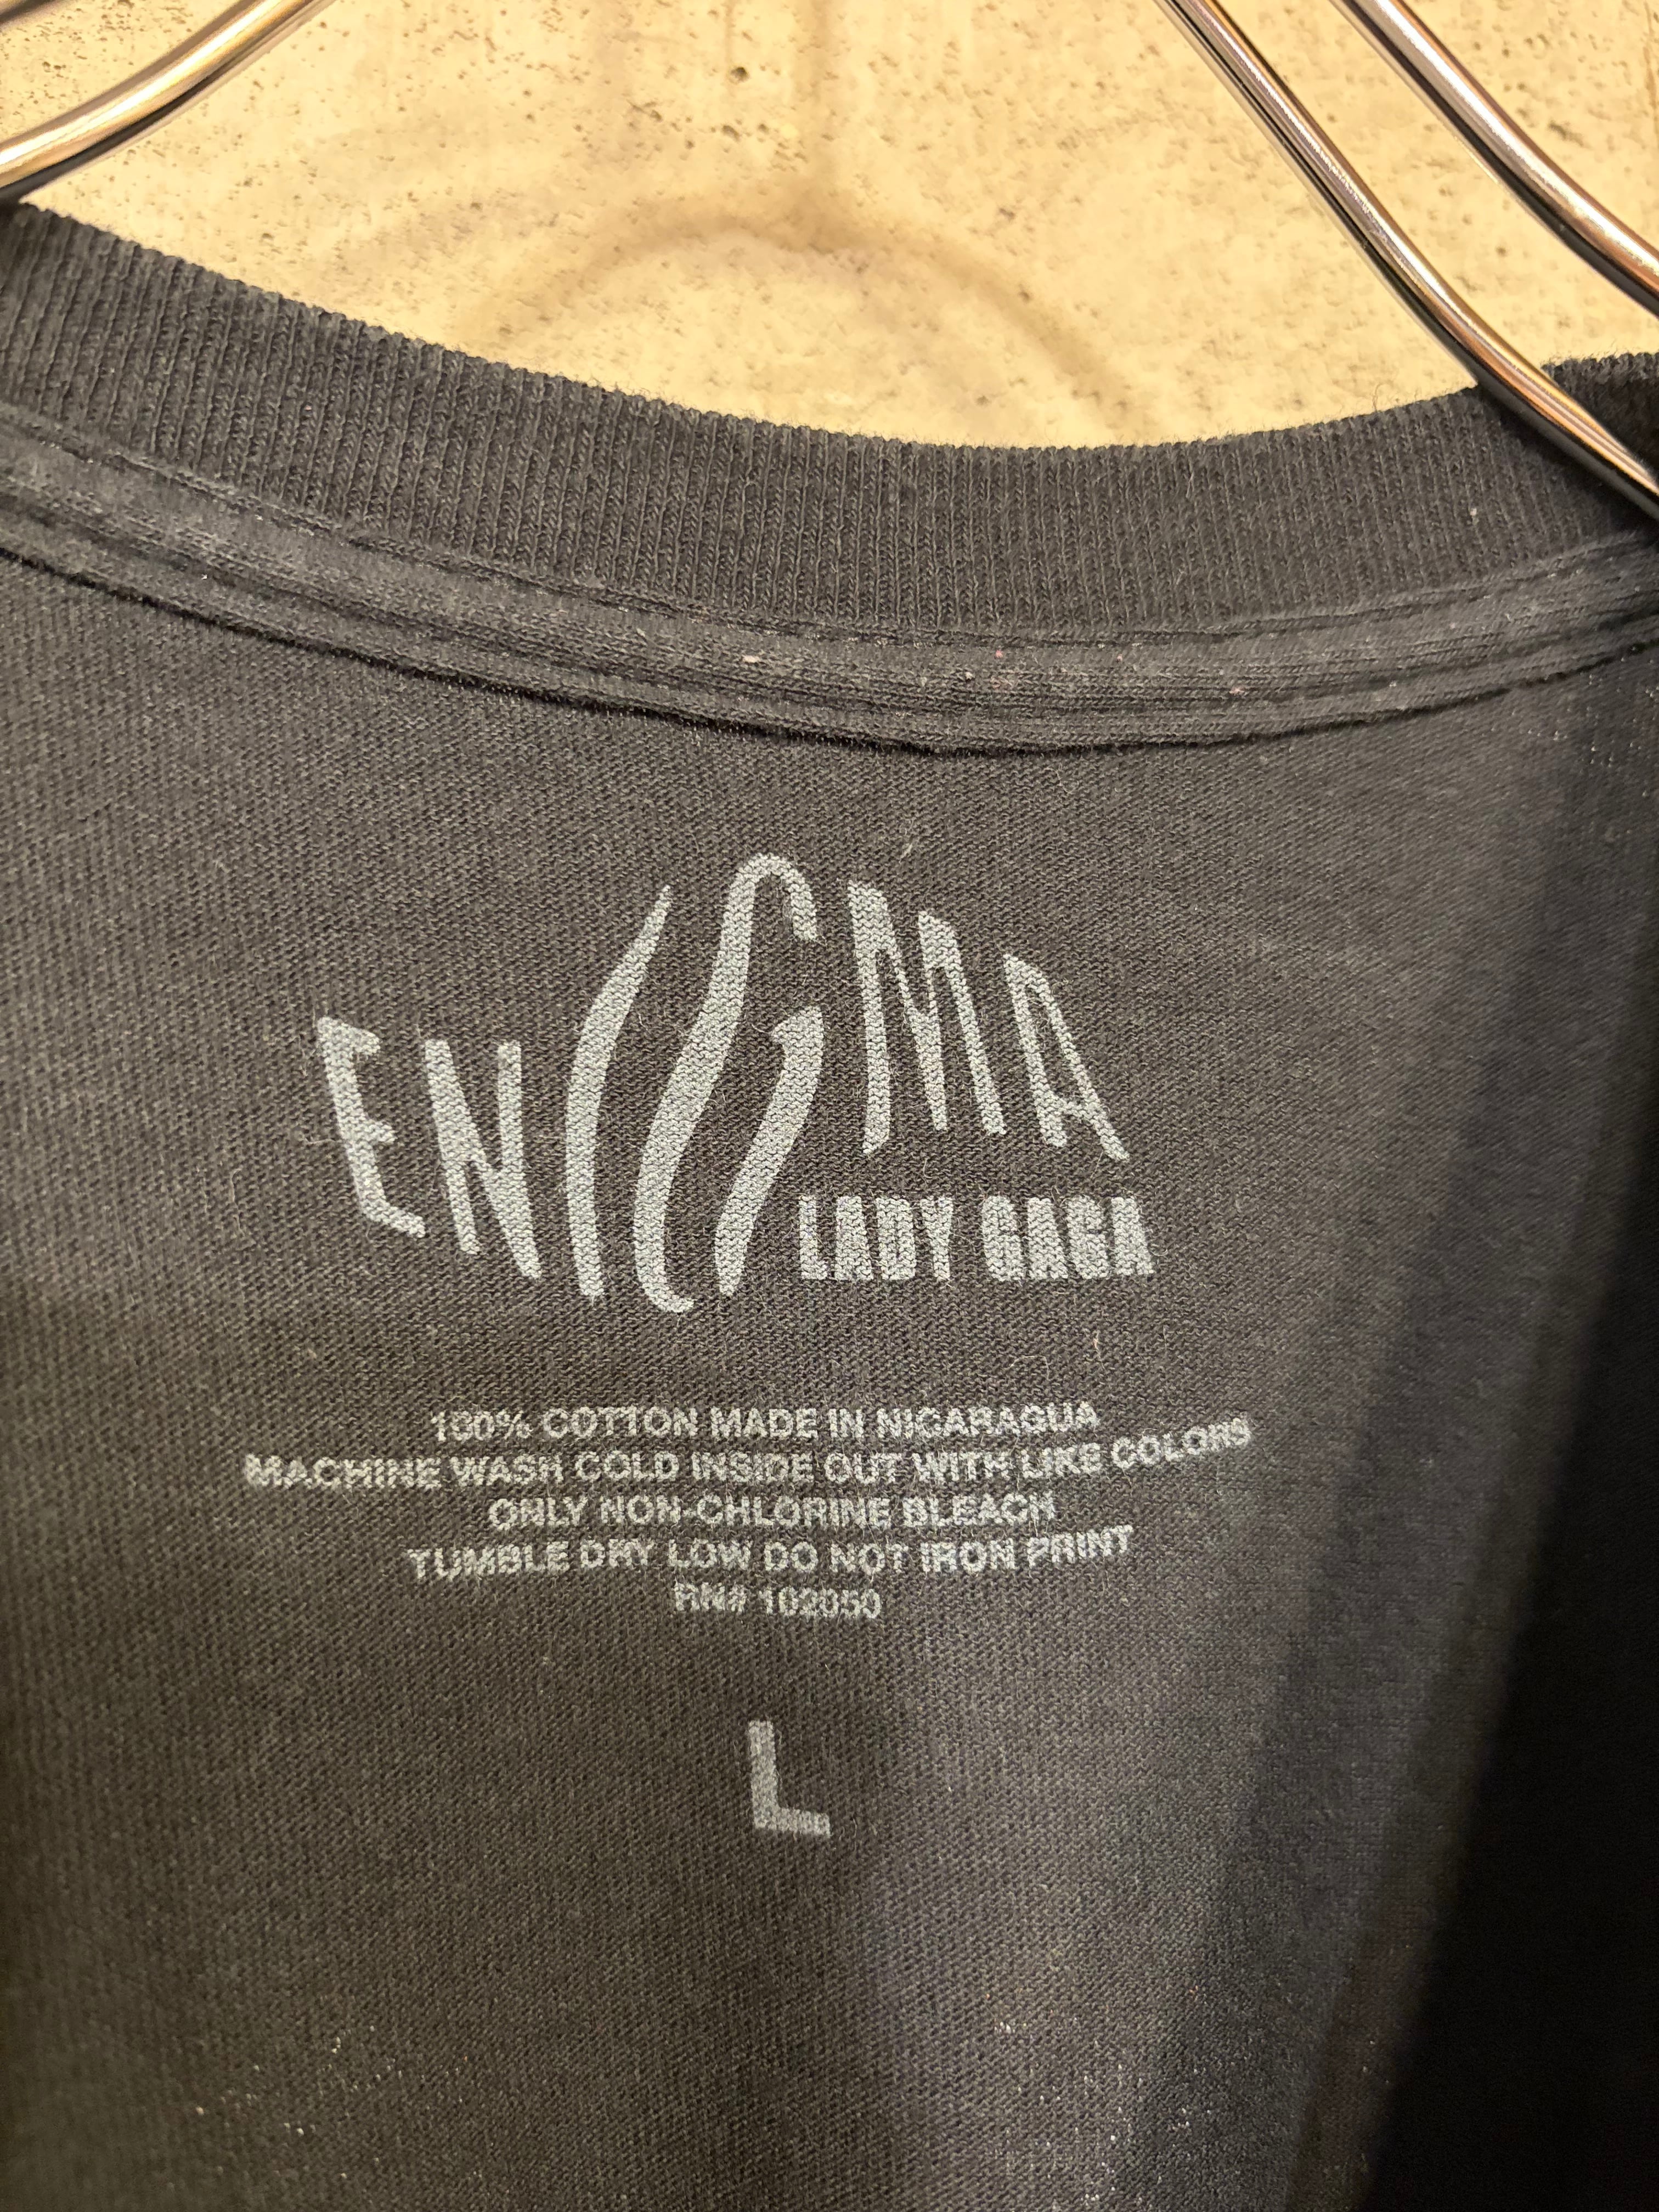 ENIGMA
LADY GAGA
100% COTTON MADE IN NICARAGUA
MACHINE WASH COLD INSIDE OUT WITH LIKE COLORS
ONLY NON-CHLORINE BLEACH
TUMBLE DRY LOW DO NOT IRON PRINT
RN# 102050
L